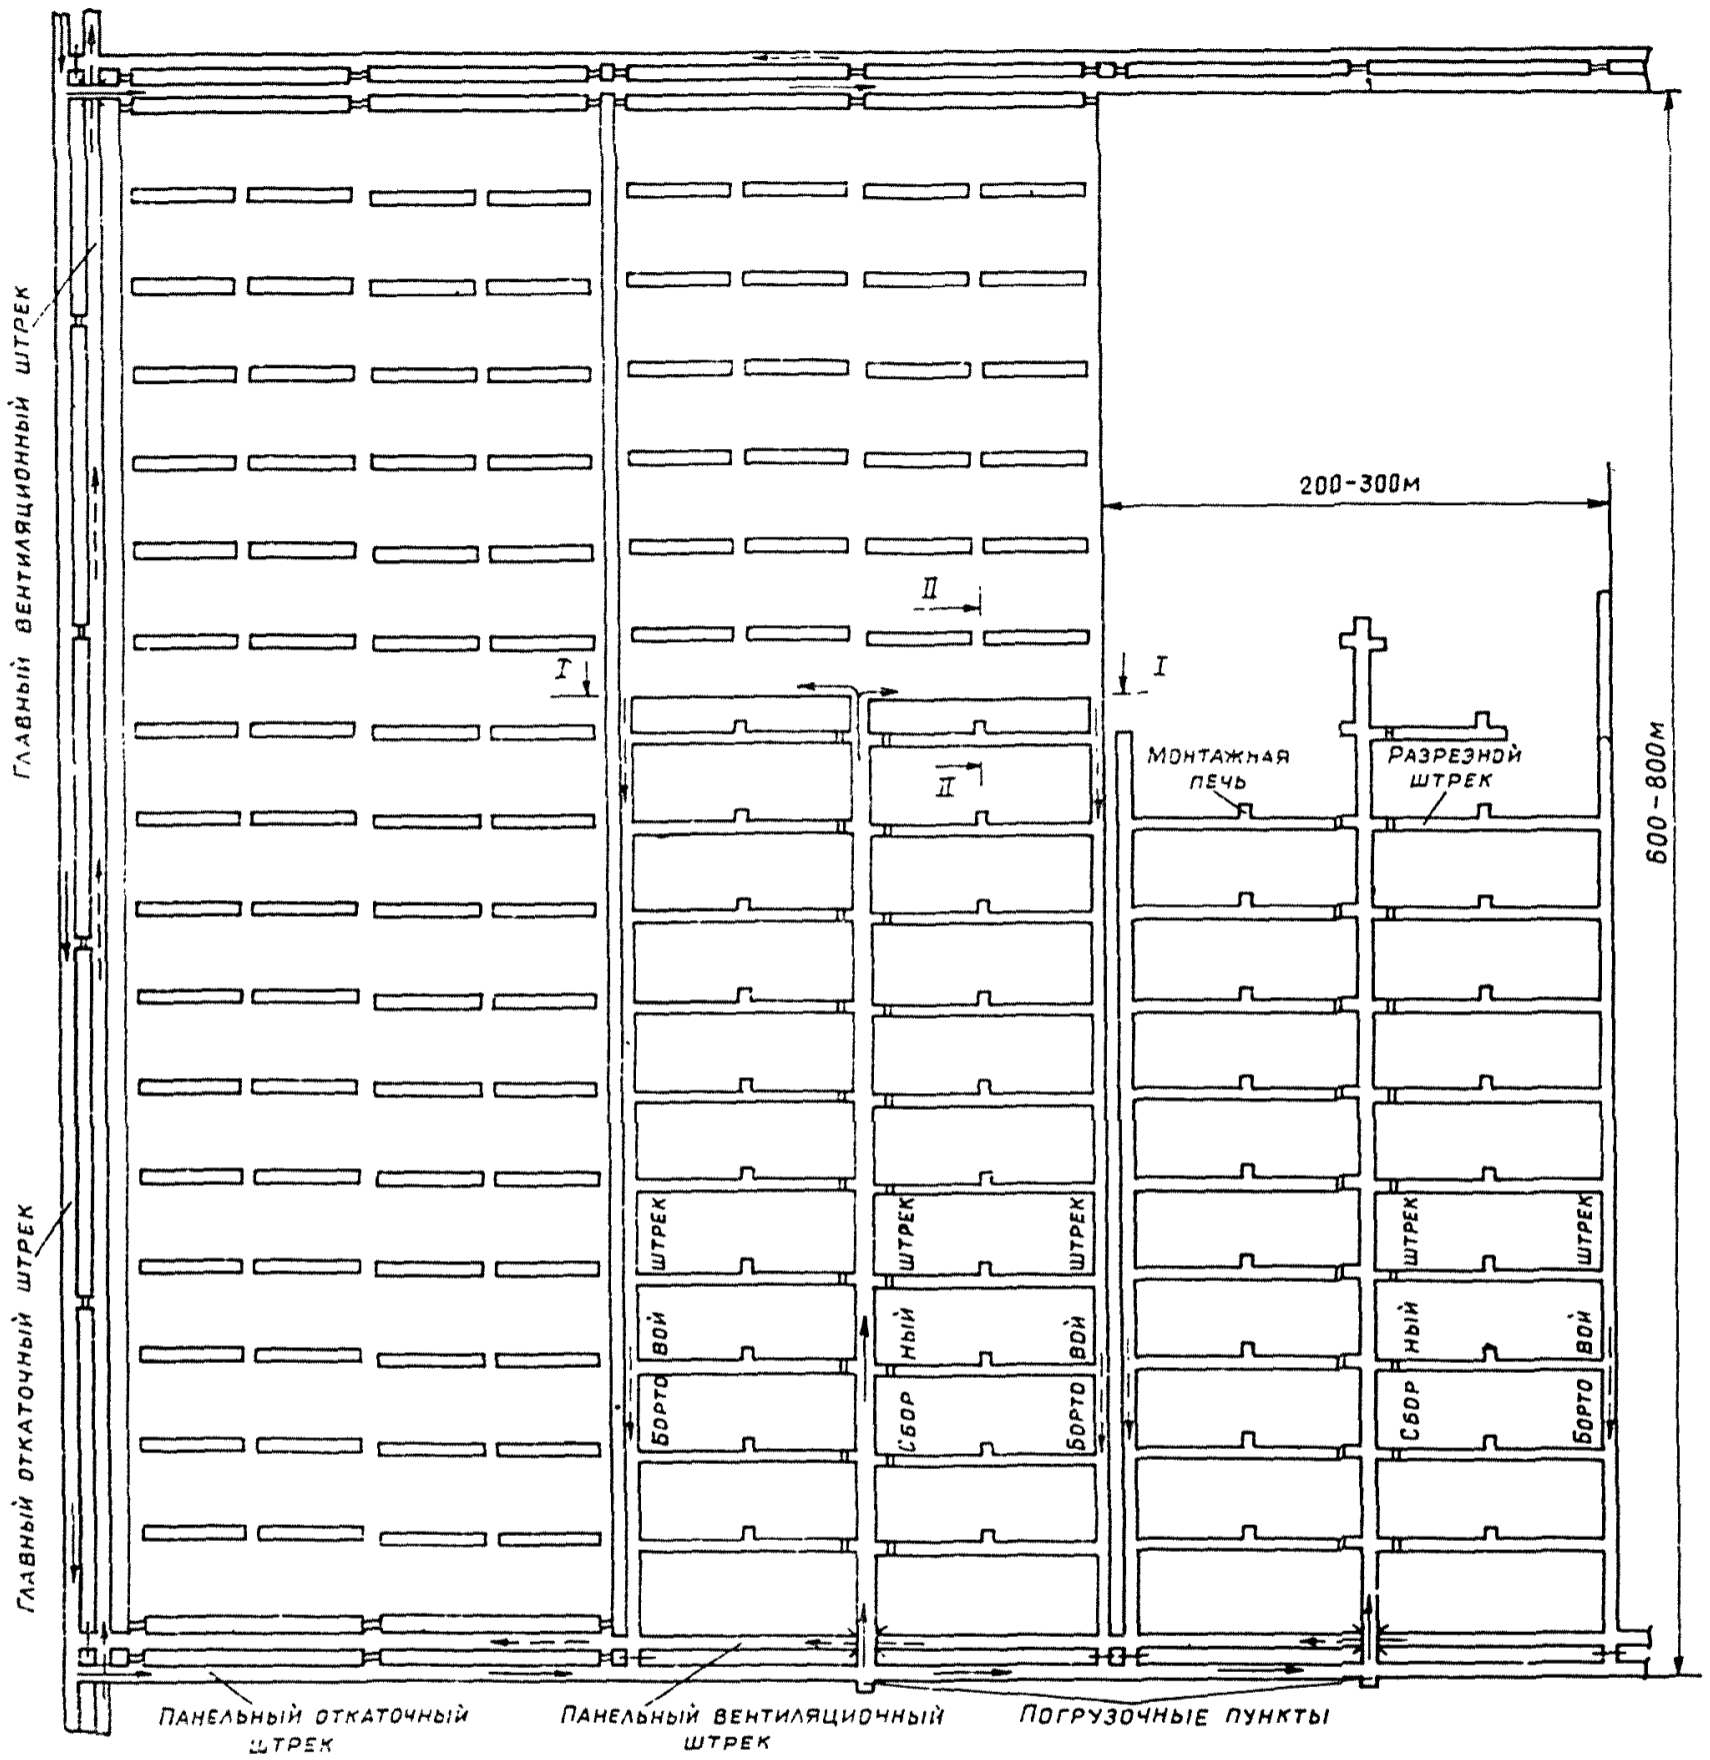 ГЛАВНЫЙ ВЕНТИЛЯЦИОННЫЙ ШТРЕК
200-300М
II
I
I
МОНТАЖНАЯ
ПЕЧЬ
РАЗРЕЗНОЙ
ШТРЕК
II
600-800М
ГЛАВНЫЙ ОТКАТОЧНЫЙ ШТРЕК
БОРТОВОЙ ШТРЕК
СБОРНЫЙ ШТРЕК
БОРТОВОЙ ШТРЕК
СБОРНЫЙ ШТРЕК
БОРТОВОЙ ШТРЕК
ПАНЕЛЬНЫЙ ОТКАТОЧНЫЙ
ШТРЕК
ПАНЕЛЬНЫЙ ВЕНТИЛЯЦИОННЫЙ
ШТРЕК
ПОГРУЗОЧНЫЕ ПУНКТЫ